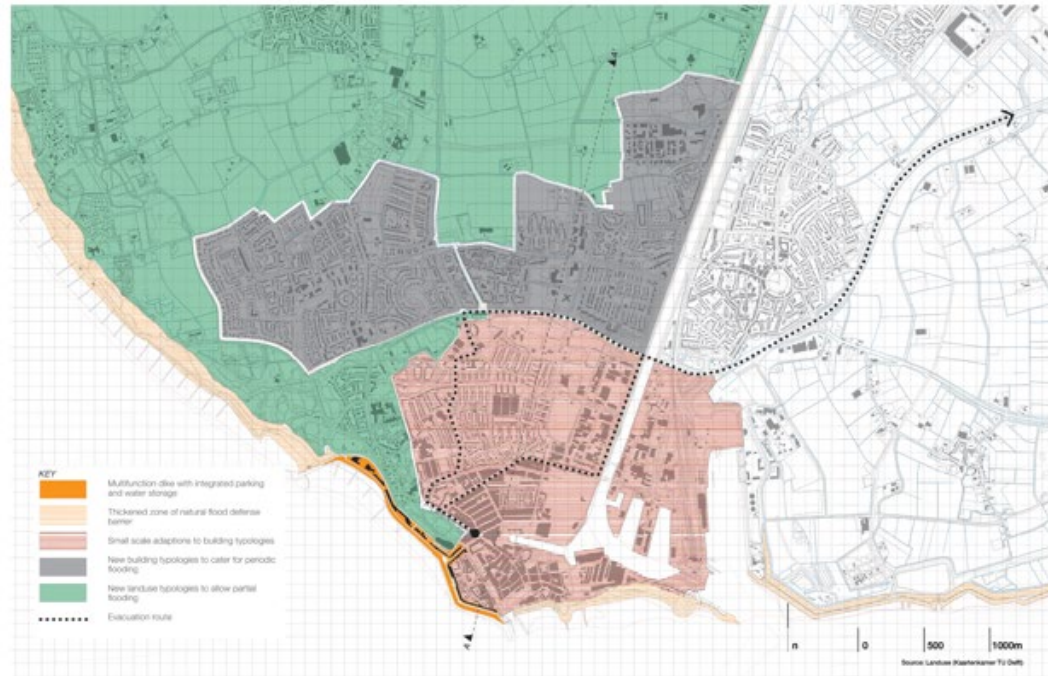 KEY
Multifunction dike with integrated parking
and water storage
Thickened zone of natural flood defense
barrier
Small scale adaptions to building typologies
New building typologies to cater for periodic
flooding
New landuse typologies to allow partial
flooding
Evacuation route
A
n 0 500 1000m
Source: Landuse (Kaartenkamer TU Delft)